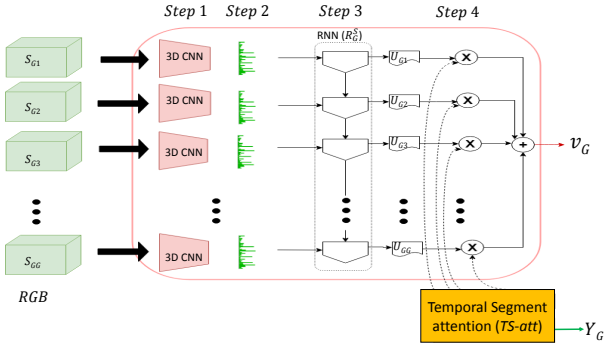 Step 1 Step 2 Step 3 Step 4
RNN (R_G^S)
S_G1 3D CNN U_G1 ×
S_G2 3D CNN U_G2 ×
S_G3 3D CNN U_G3 × + v_G
S_GG 3D CNN U_GG ×
RGB
Temporal Segment
attention (TS-att) Y_G